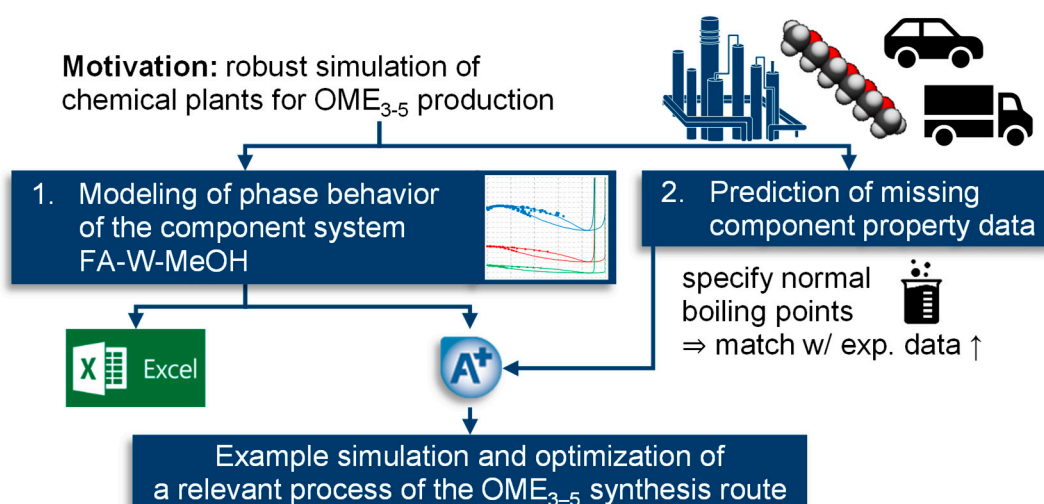 Motivation: robust simulation of
chemical plants for OME₃₋₅ production
1. Modeling of phase behavior
of the component system
FA-W-MeOH
2. Prediction of missing
component property data
specify normal
boiling points
⇒ match w/ exp. data ↑
X Excel
A+
Example simulation and optimization of
a relevant process of the OME₃₋₅ synthesis route